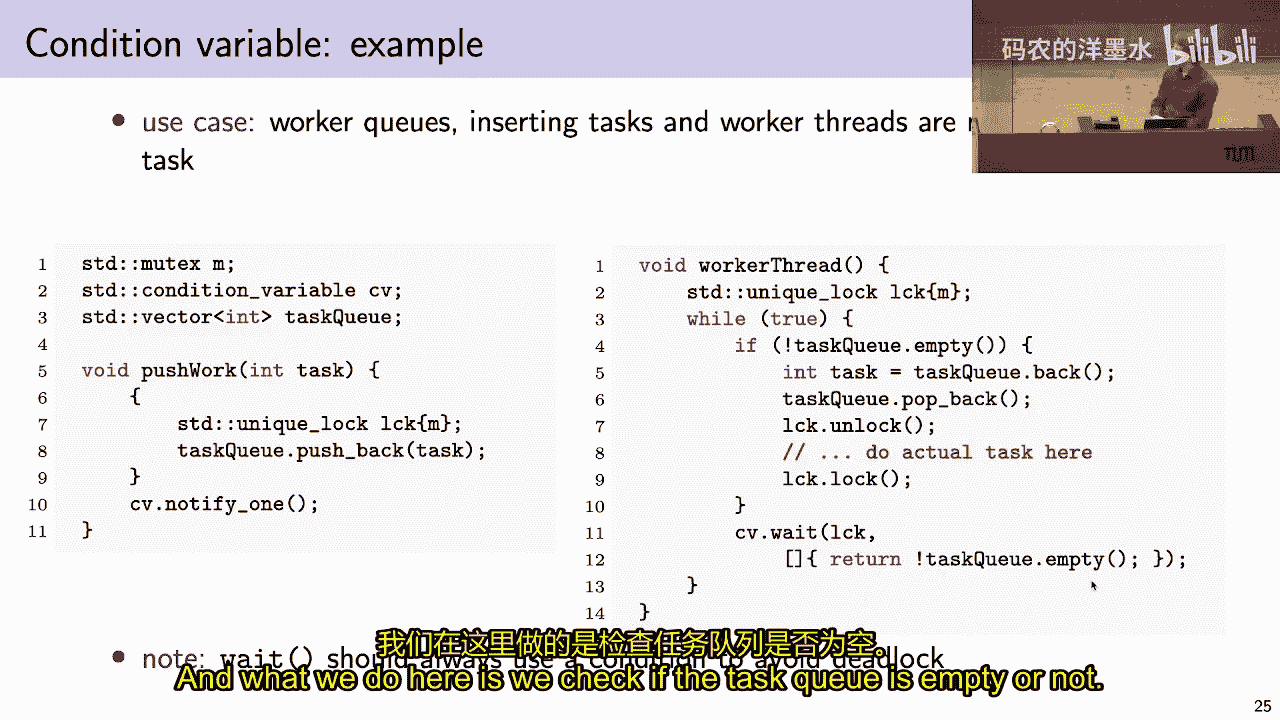 Condition variable: example
码农的洋墨水 bilibili
TUM
use case: worker queues, inserting tasks and worker threads are
task
1 std::mutex m;
2 std::condition_variable cv;
3 std::vector<int> taskQueue;
4
5 void pushWork(int task) {
6 {
7 std::unique_lock lck{m};
8 taskQueue.push_back(task);
9 }
10 cv.notify_one();
11 }
1 void workerThread() {
2 std::unique_lock lck{m};
3 while (true) {
4 if (!taskQueue.empty()) {
5 int task = taskQueue.back();
6 taskQueue.pop_back();
7 lck.unlock();
8 // ... do actual task here
9 lck.lock();
10 }
11 cv.wait(lck,
12 []{ return !taskQueue.empty(); });
13 }
14 }
note: wait() should always use a condition to avoid deadlock
我们在这里做的是检查任务队列是否为空。
And what we do here is we check if the task queue is empty or not.
25